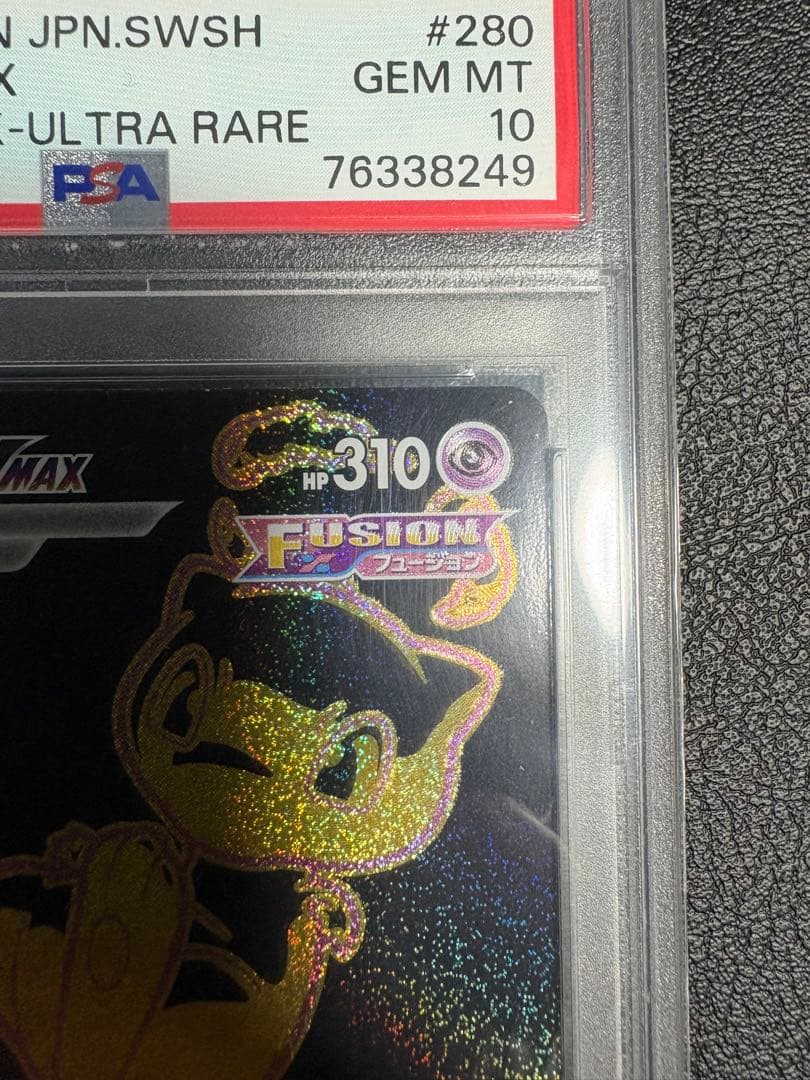 N JPN.SWSH #280
X GEM MT
-ULTRA RARE 10
PSA 76338249
VMAX HP310
FUSION
フュージョン